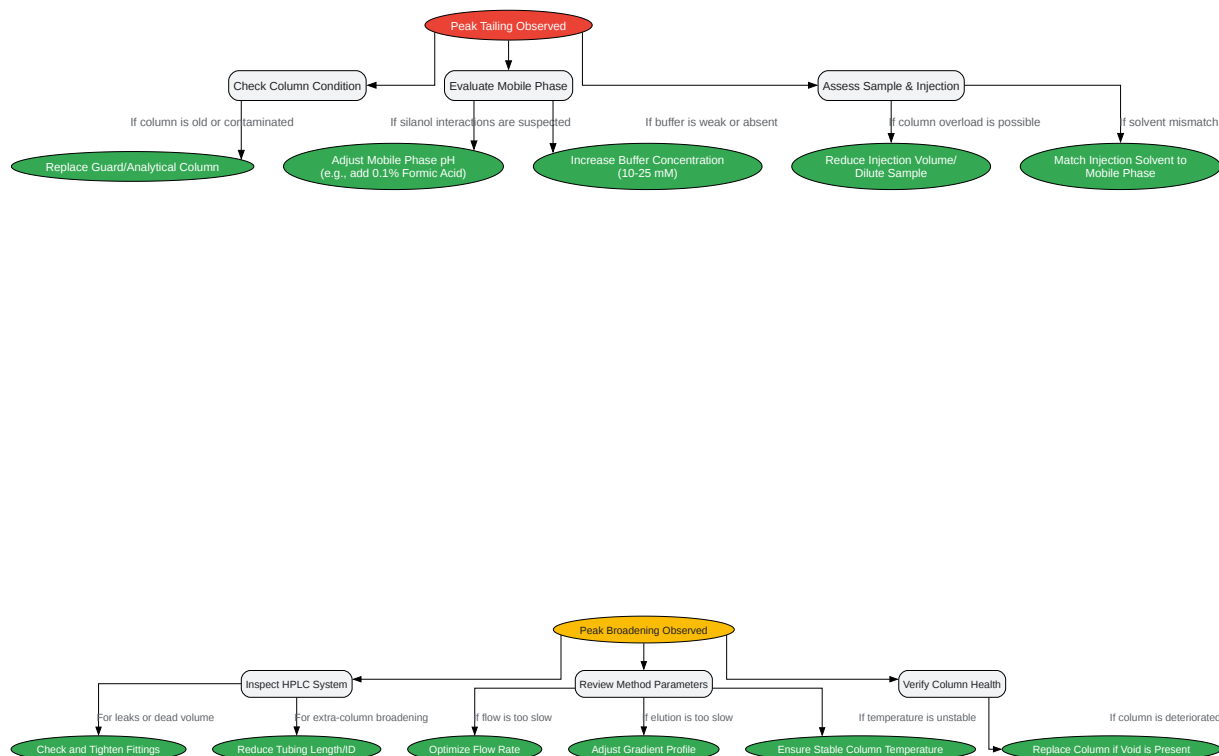 Peak Tailing Observed
Check Column Condition
Evaluate Mobile Phase
Assess Sample & Injection
If column is old or contaminated
If silanol interactions are suspected
If buffer is weak or absent
If column overload is possible
If solvent mismatch
Replace Guard/Analytical Column
Adjust Mobile Phase pH
(e.g., add 0.1% Formic Acid)
Increase Buffer Concentration
(10-25 mM)
Reduce Injection Volume/
Dilute Sample
Match Injection Solvent to
Mobile Phase
Peak Broadening Observed
Inspect HPLC System
Review Method Parameters
Verify Column Health
For leaks or dead volume
For extra-column broadening
If flow is too slow
If elution is too slow
If temperature is unstable
If column is deteriorated
Check and Tighten Fittings
Reduce Tubing Length/ID
Optimize Flow Rate
Adjust Gradient Profile
Ensure Stable Column Temperature
Replace Column if Void is Present